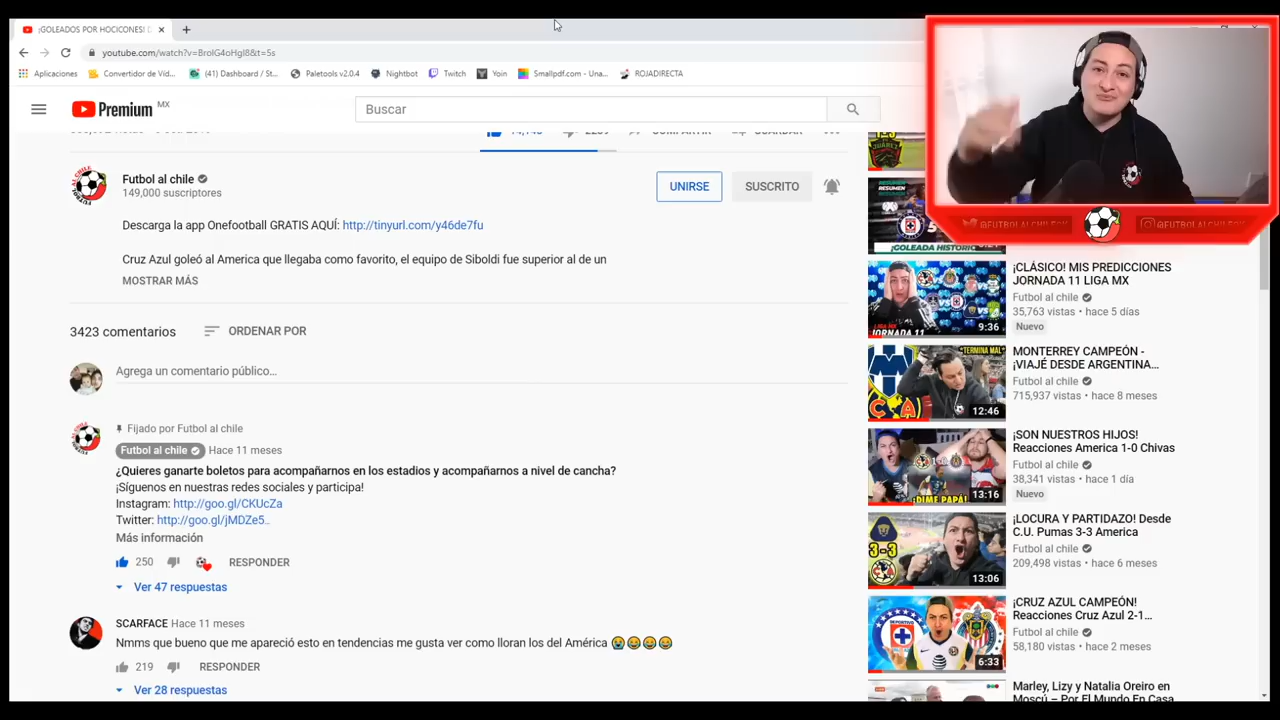 ¡GOLEADOS POR HOCICONES! (
youtube.com/watch?v=BroIG4oHgI8&t=5s
Aplicaciones
Convertidor de Víd...
(41) Dashboard / St...
Paletools v2.0.4
Nightbot
Twitch
Yoin
Smallpdf.com - Una...
ROJADIRECTA
Premium MX
Buscar
Futbol al chile
149,000 suscriptores
UNIRSE
SUSCRITO
Descarga la app Onefootball GRATIS AQUÍ: http://tinyurl.com/y46de7fu
Cruz Azul goleó al America que llegaba como favorito, el equipo de Siboldi fue superior al de un
MOSTRAR MÁS
3423 comentarios
ORDENAR POR
Agrega un comentario público...
Fijado por Futbol al chile
Futbol al chile Hace 11 meses
¿Quieres ganarte boletos para acompañarnos en los estadios y acompañarnos a nivel de cancha?
¡Síguenos en nuestras redes sociales y participa!
Instagram: http://goo.gl/CKUcZa
Twitter: http://goo.gl/jMDZe5...
Más información
250 RESPONDER
Ver 47 respuestas
SCARFACE Hace 11 meses
Nmms que bueno que me apareció esto en tendencias me gusta ver como lloran los del América
219 RESPONDER
Ver 28 respuestas
@FUTBOLALCHILEOK
@FUTBOLALCHILEOK
JUÁREZ
RESUMEN
¡GOLEADA HISTÓRICA
¡CLÁSICO! MIS PREDICCIONES
JORNADA 11 LIGA MX
Futbol al chile
35,763 vistas • hace 5 días
Nuevo
JORNADA 11
9:36
MONTERREY CAMPEÓN -
¡VIAJÉ DESDE ARGENTINA...
Futbol al chile
715,937 vistas • hace 8 meses
"TERMINA MAL"
12:46
¡SON NUESTROS HIJOS!
Reacciones America 1-0 Chivas
Futbol al chile
38,341 vistas • hace 1 día
Nuevo
¡DIME PAPÁ!
13:16
¡LOCURA Y PARTIDAZO! Desde
C.U. Pumas 3-3 America
Futbol al chile
209,498 vistas • hace 6 meses
3-3
13:06
¡CRUZ AZUL CAMPEÓN!
Reacciones Cruz Azul 2-1...
Futbol al chile
58,180 vistas • hace 2 meses
6:33
Marley, Lizy y Natalia Oreiro en
Moscú – Por El Mundo En Casa